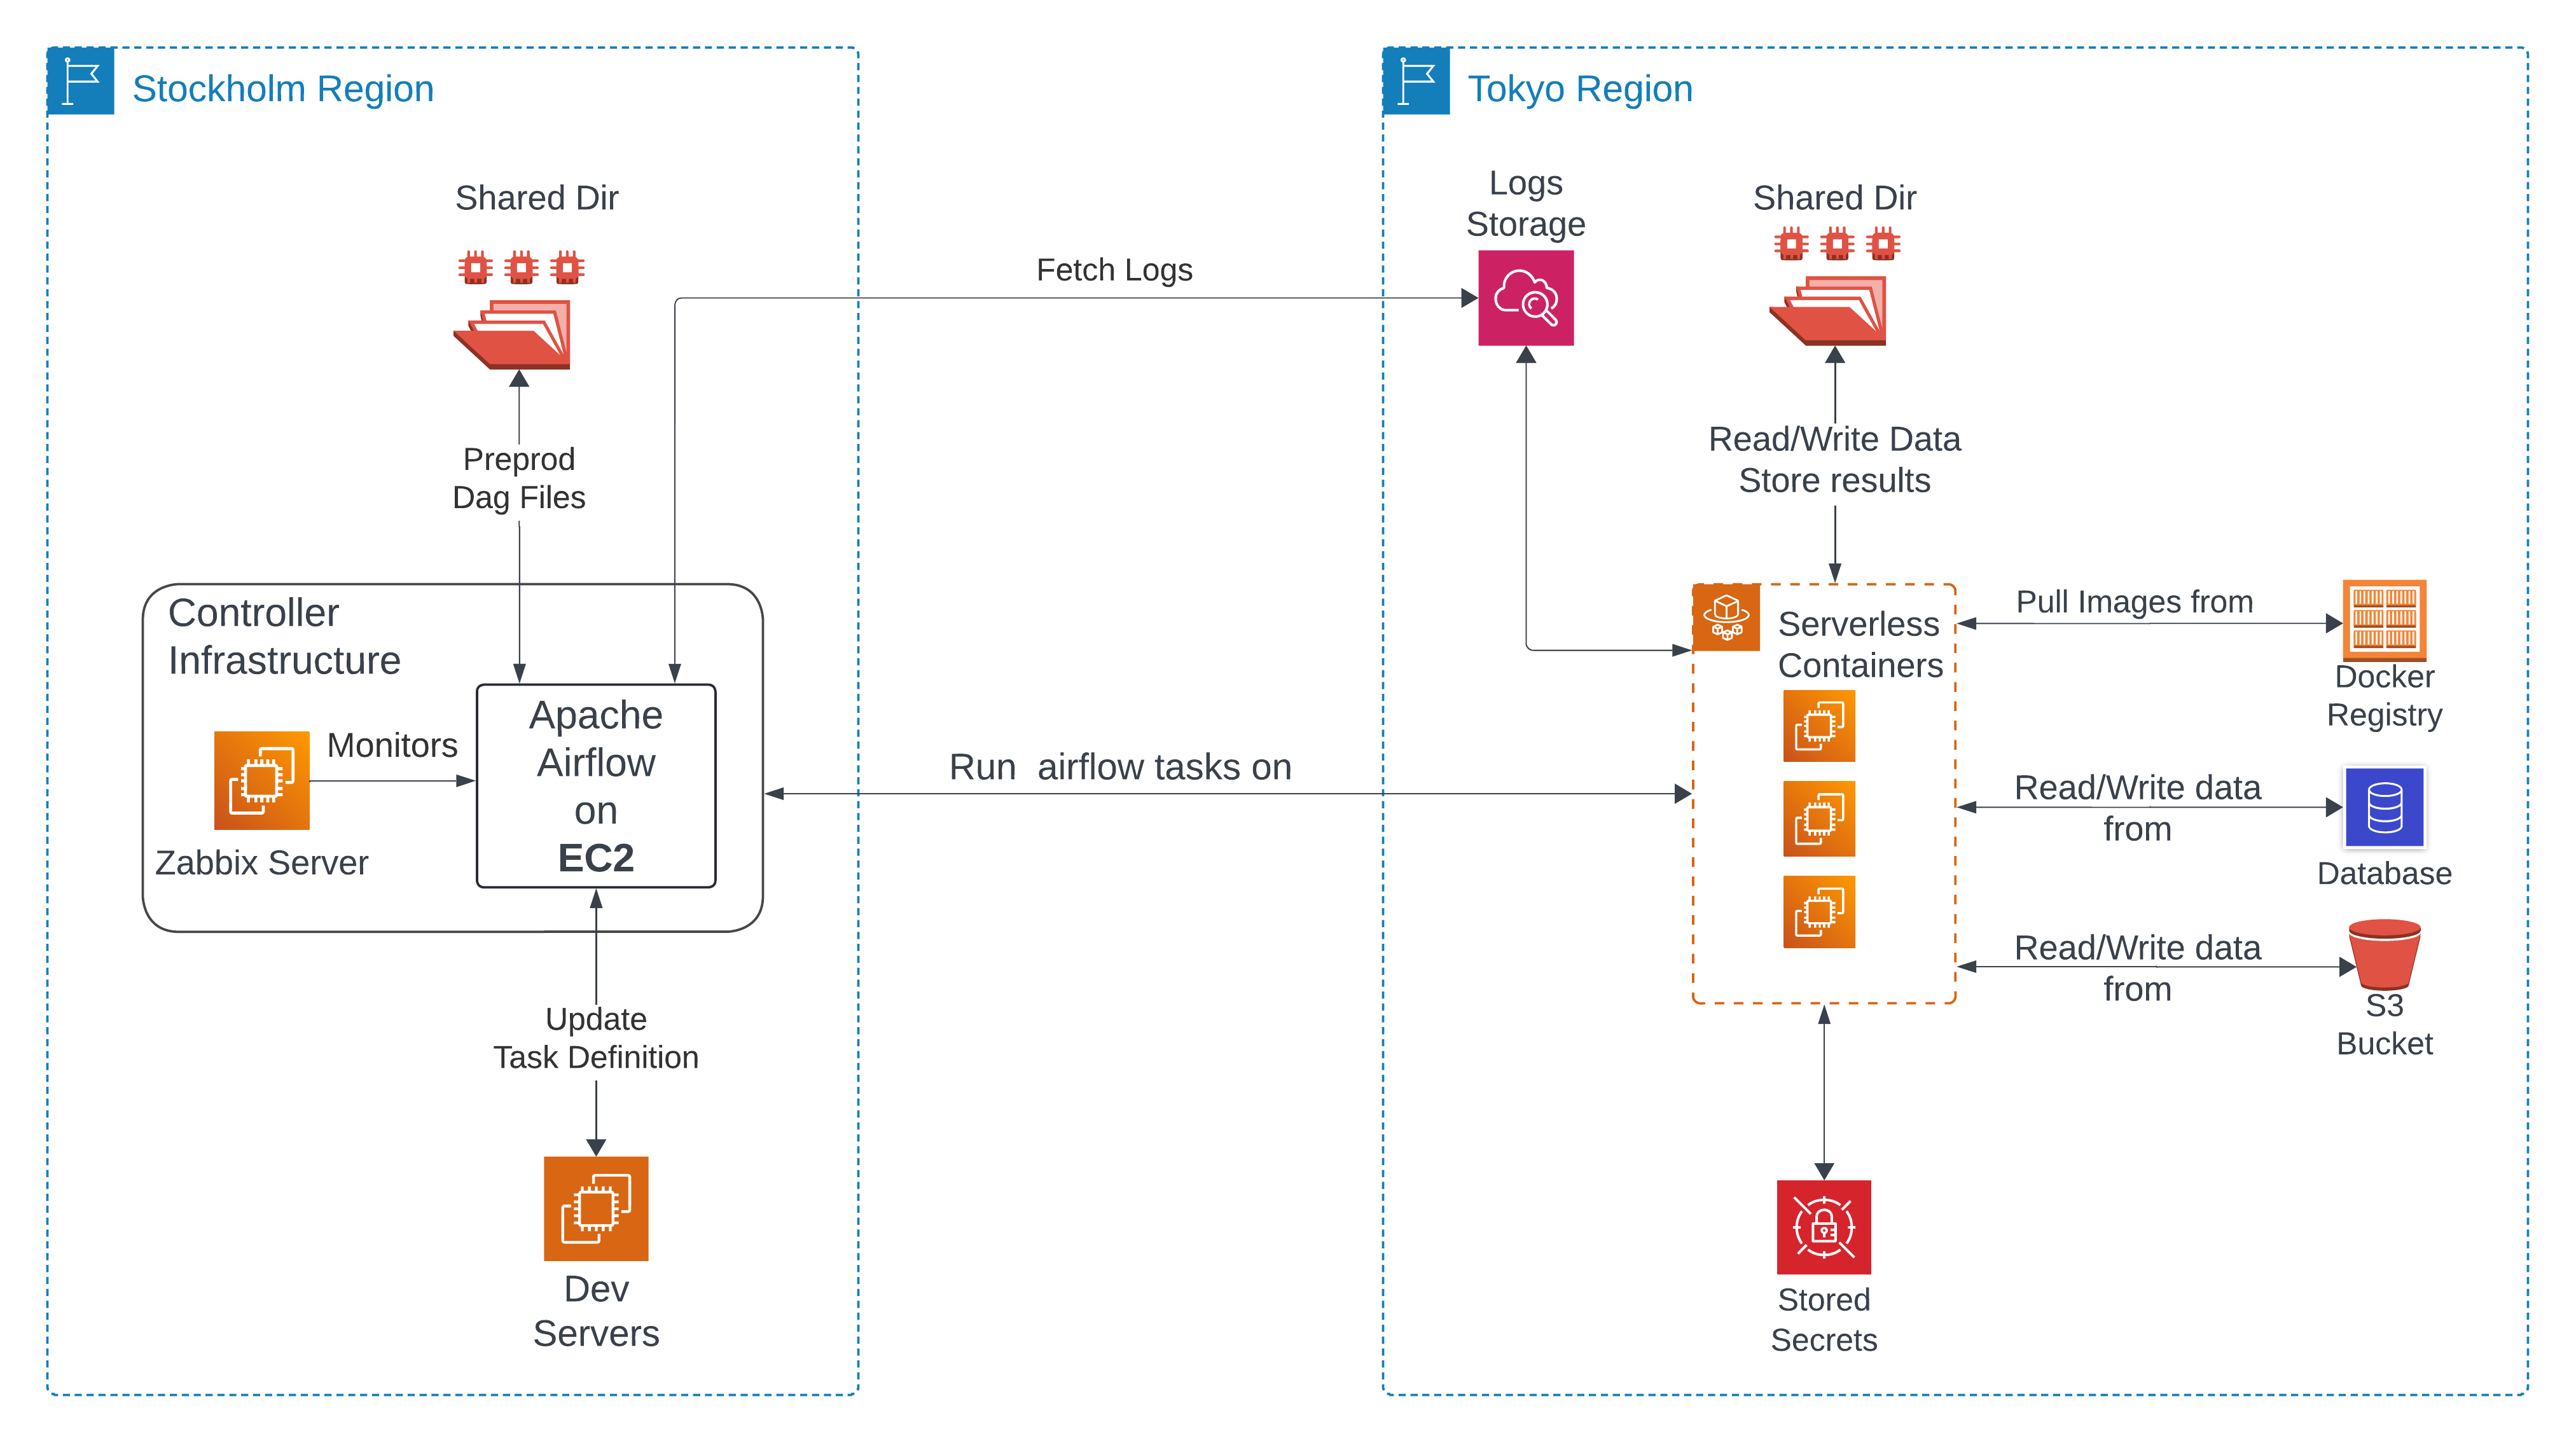 Stockholm Region
Shared Dir
Preprod
Dag Files
Controller
Infrastructure
Monitors
Zabbix Server
Apache
Airflow
on
EC2
Update
Task Definition
Dev
Servers
Fetch Logs
Run  airflow tasks on
Tokyo Region
Logs
Storage
Shared Dir
Read/Write Data
Store results
Serverless
Containers
Pull Images from
Docker
Registry
Read/Write data
from
Database
Read/Write data
from
S3
Bucket
Stored
Secrets